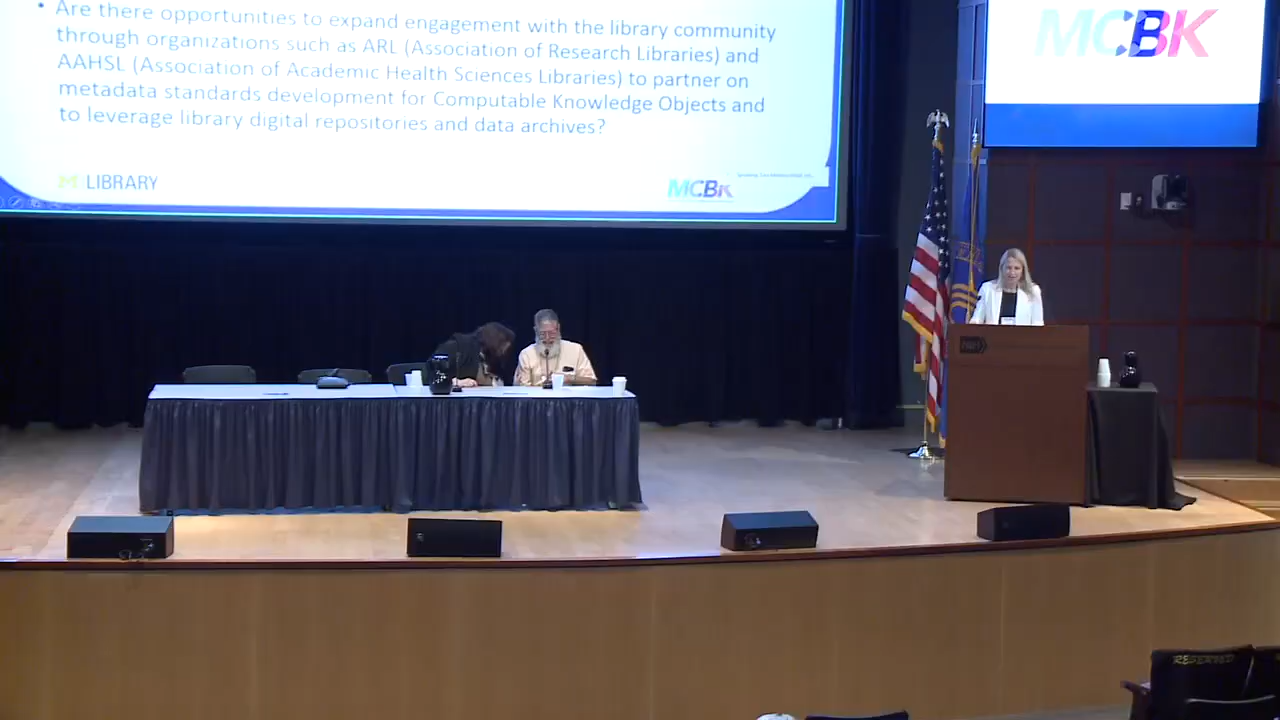 • Are there opportunities to expand engagement with the library community
through organizations such as ARL (Association of Research Libraries) and
AAHSL (Association of Academic Health Sciences Libraries) to partner on
metadata standards development for Computable Knowledge Objects and
to leverage library digital repositories and data archives?
M LIBRARY
MCBK
MCBK
NIH
RESERVED